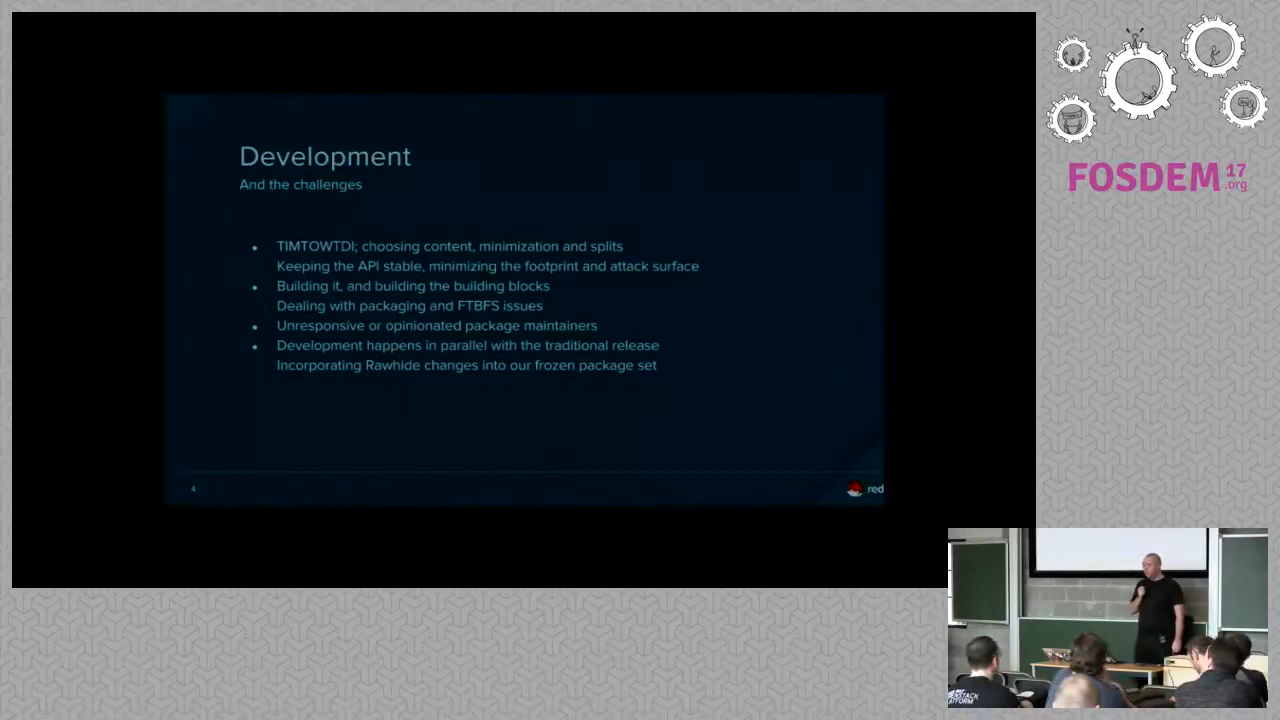 Development
And the challenges
• TIMTOWTDI; choosing content, minimization and splits
Keeping the API stable, minimizing the footprint and attack surface
• Building it, and building the building blocks
Dealing with packaging and FTBFS issues
• Unresponsive or opinionated package maintainers
• Development happens in parallel with the traditional release
Incorporating Rawhide changes into our frozen package set
4
red
FOSDEM 17
.org
PLATFORM